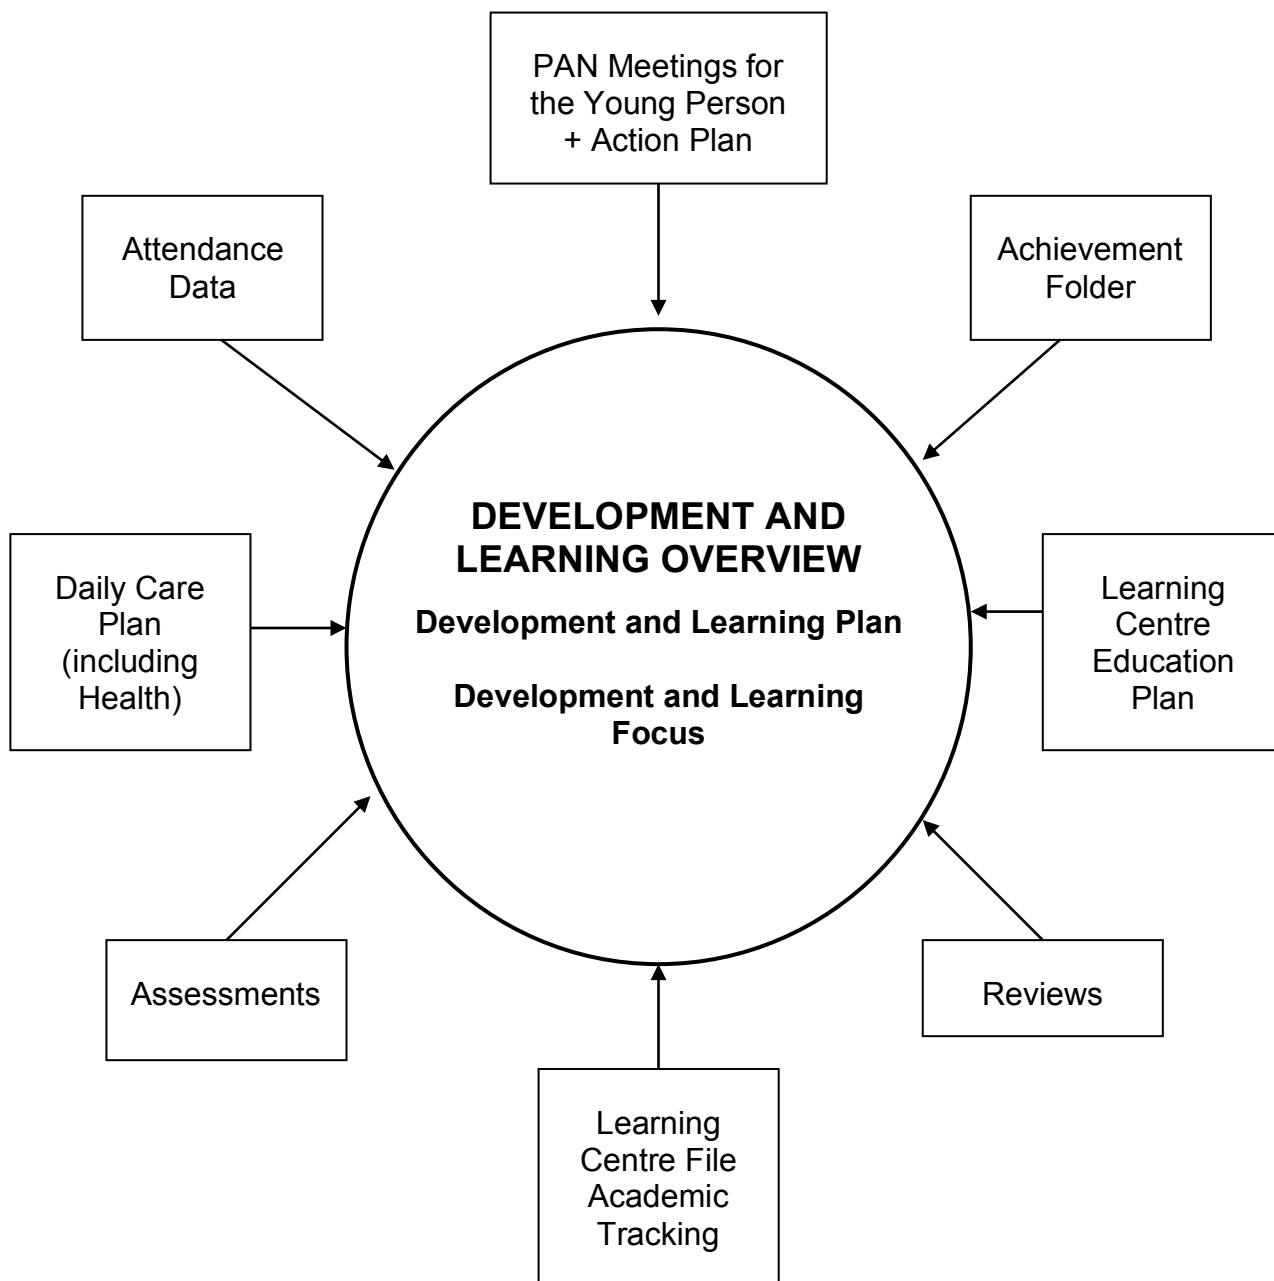 PAN Meetings for
the Young Person
+ Action Plan
Attendance
Data
Achievement
Folder
DEVELOPMENT AND
LEARNING OVERVIEW
Development and Learning Plan
Development and Learning
Focus
Daily Care
Plan
(including
Health)
Learning
Centre
Education
Plan
Assessments
Reviews
Learning
Centre File
Academic
Tracking